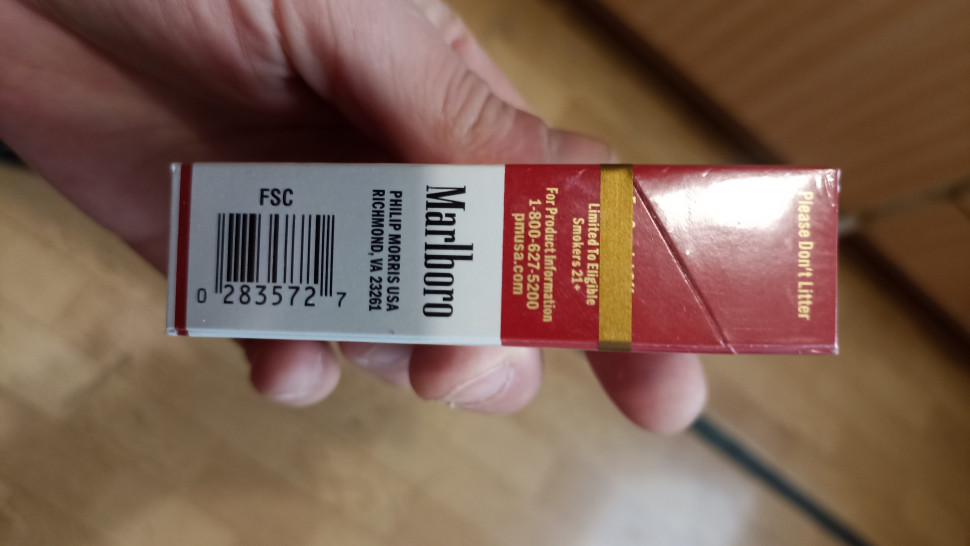 Please Don't Litter
Limited To Eligible
Smokers 21+
For Product Information
1-800-627-5200
pmusa.com
Marlboro
PHILIP MORRIS USA
RICHMOND, VA 23261
FSC
0 283572 7